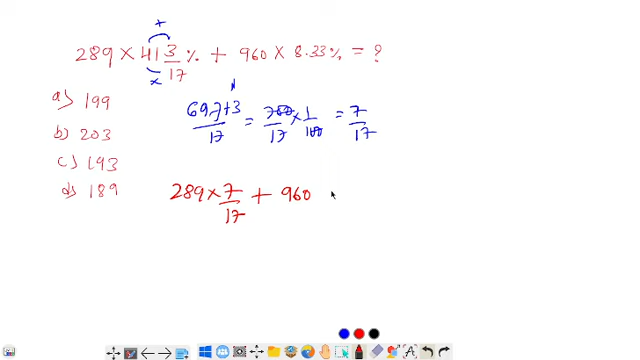 289 × 41 3/17 % + 960 × 8.33% = ?
a) 199
b) 203
c) 193
d) 189
697+3/17 = 700/17 × 1/100 = 7/17
289 × 7/17 + 960